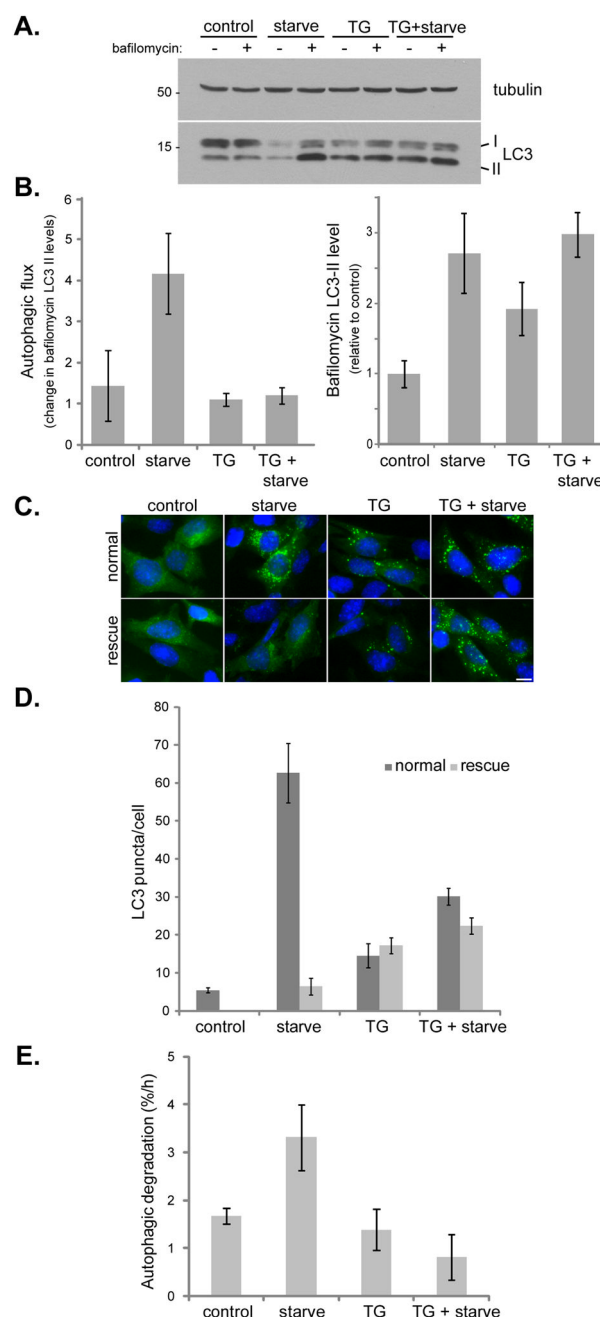 A.
control starve TG TG+starve
bafilomycin: - + - + - + - +
50 - tubulin
15 - I
LC3
II
B.
Autophagic flux
(change in bafilomycin LC3 II levels)
6
5
4
3
2
1
0
control starve TG TG +
starve
Bafilomycin LC3-II level
(relative to control)
3
2
1
0
control starve TG TG +
starve
C.
control starve TG TG + starve
normal
rescue
D.
LC3 puncta/cell
80
70
60
50
40
30
20
10
0
normal rescue
control starve TG TG + starve
E.
Autophagic degradation (%/h)
5
4
3
2
1
0
control starve TG TG + starve